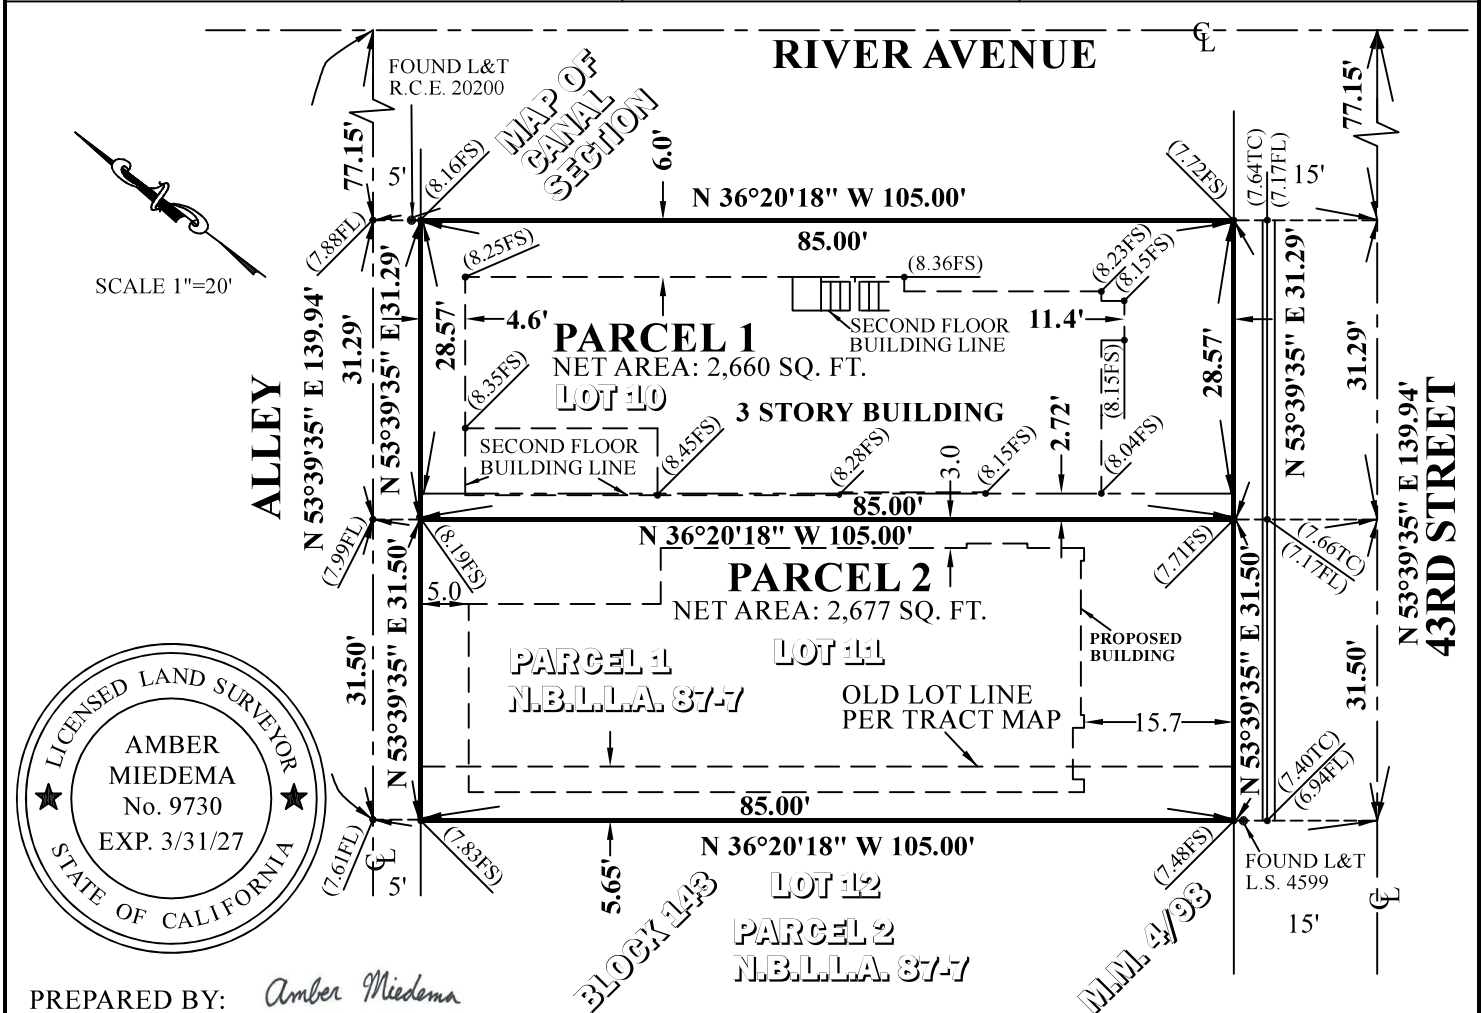 RIVER AVENUE
℄
FOUND L&T
R.C.E. 20200
MAP OF
CANAL
SECTION
77.15'
5'
(8.16FS)
6.0'
(7.72FS)
(7.64TC)
(7.17FL)
15'
77.15'
N 36°20'18" W 105.00'
85.00'
(7.88FL)
SCALE 1"=20'
(8.25FS)
(8.36FS)
(8.23FS)
(8.15FS)
N 53°39'35" E 139.94'
31.29'
N 53°39'35" E 31.29'
28.57'
4.6'
PARCEL 1
NET AREA: 2,660 SQ. FT.
LOT 10
SECOND FLOOR
BUILDING LINE
11.4'
(8.15FS)
28.57'
N 53°39'35" E 31.29'
31.29'
ALLEY
(8.35FS)
3 STORY BUILDING
SECOND FLOOR
BUILDING LINE
(8.45FS)
(8.28FS)
3.0
(8.15FS)
2.72'
(8.04FS)
85.00'
N 36°20'18" W 105.00'
(7.99FL)
(8.19FS)
(7.71FS)
(7.66TC)
(7.17FL)
N 53°39'35" E 139.94'
43RD STREET
5.0
PARCEL 2
NET AREA: 2,677 SQ. FT.
LOT 11
PARCEL 1
N.B.L.L.A. 87-7
PROPOSED
BUILDING
OLD LOT LINE
PER TRACT MAP
15.7
31.50'
N 53°39'35" E 31.50'
N 53°39'35" E 31.50'
31.50'
(7.40TC)
(6.94FL)
85.00'
N 36°20'18" W 105.00'
LICENSED LAND SURVEYOR
AMBER
MIEDEMA
No. 9730
EXP. 3/31/27
STATE OF CALIFORNIA
(7.61FL)
℄
5'
(7.83FS)
5.65'
(7.48FS)
FOUND L&T
L.S. 4599
15'
℄
LOT 12
PARCEL 2
N.B.L.L.A. 87-7
BLOCK 143
M.M. 4/98
PREPARED BY:
Amber Miedema